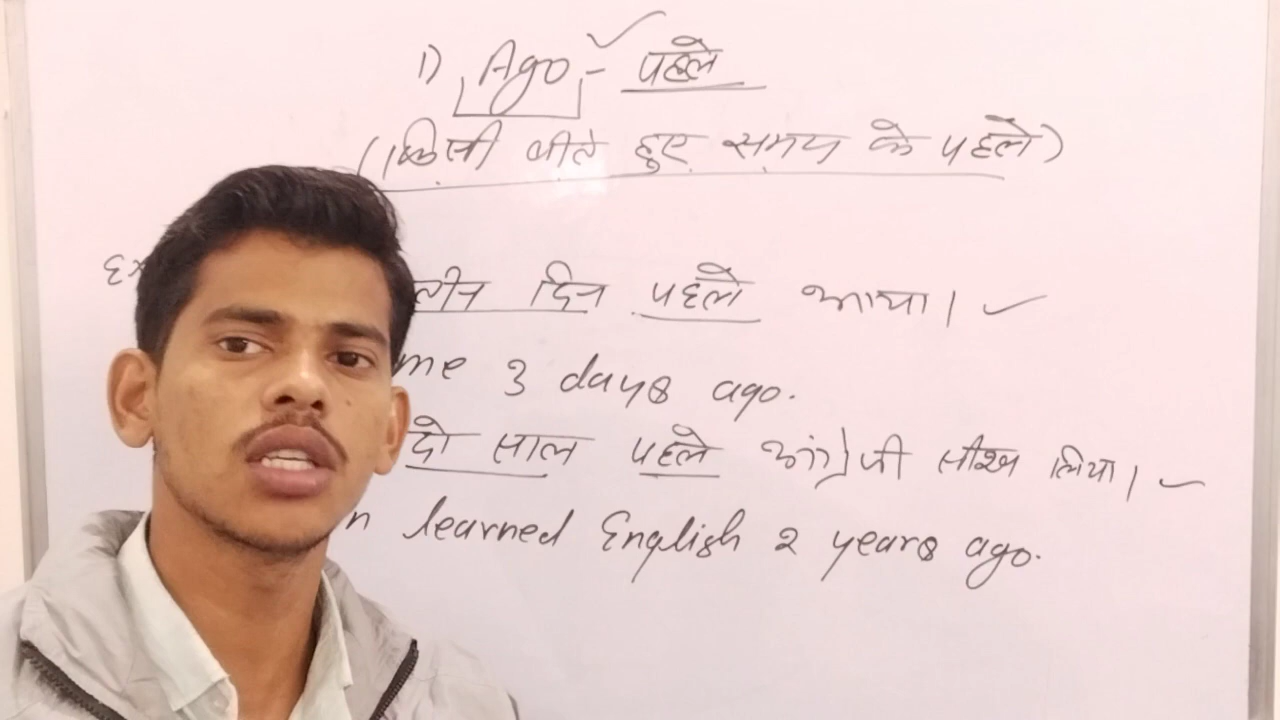 1) Ago - पहले
(किसी बीते हुए समय के पहले)
Ex तीन दिन पहले आया।
me 3 days ago.
दो साल पहले अंग्रेजी सीख लिया।
n learned English 2 years ago.